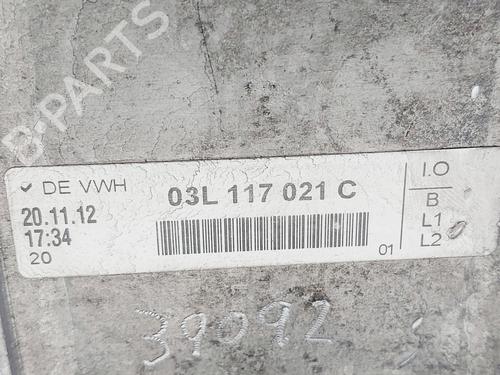 B-PARTS
DE VWH
03L 117 021 C
I.O
B
L1
L2
20.11.12
17:34
20
01
39092